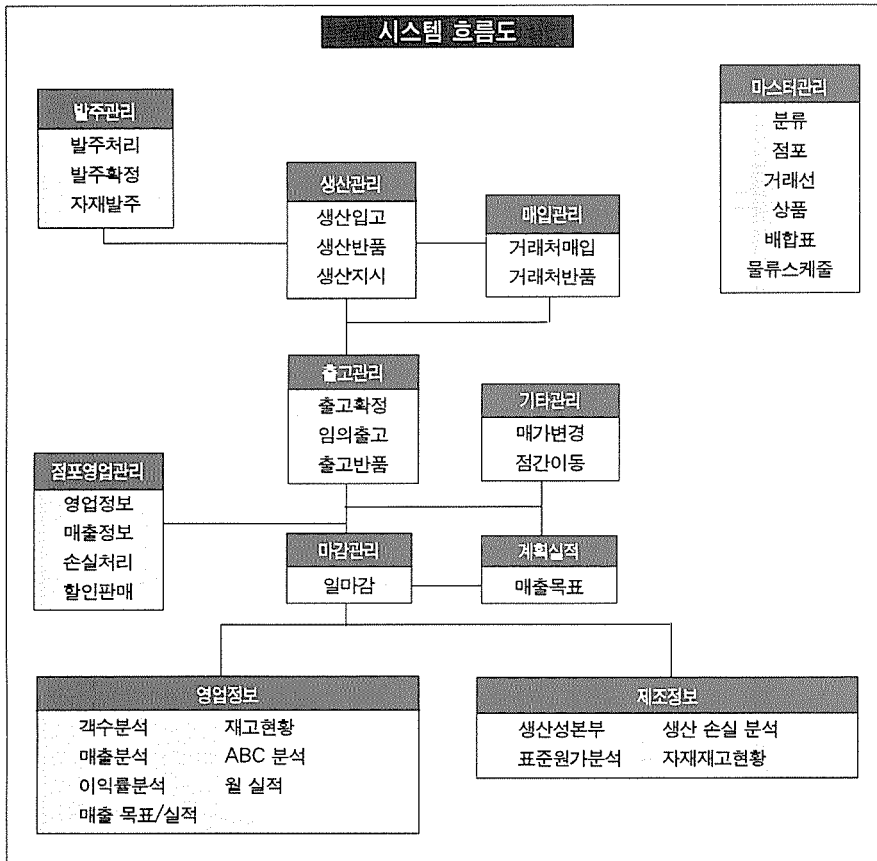 시스템 흐름도
발주관리
발주처리
발주확정
자재발주
마스터관리
분류
점포
거래선
상품
배합표
물류스케줄
생산관리
생산입고
생산반품
생산지시
매입관리
거래처매입
거래처반품
출고관리
출고확정
임의출고
출고반품
기타관리
매가변경
점간이동
점포영업관리
영업정보
매출정보
손실처리
할인판매
마감관리
일마감
계획실적
매출목표
영업정보
객수분석 재고현황
매출분석 ABC 분석
이익률분석 월 실적
매출 목표/실적
제조정보
생산성본부 생산 손실 분석
표준원가분석 자재재고현황